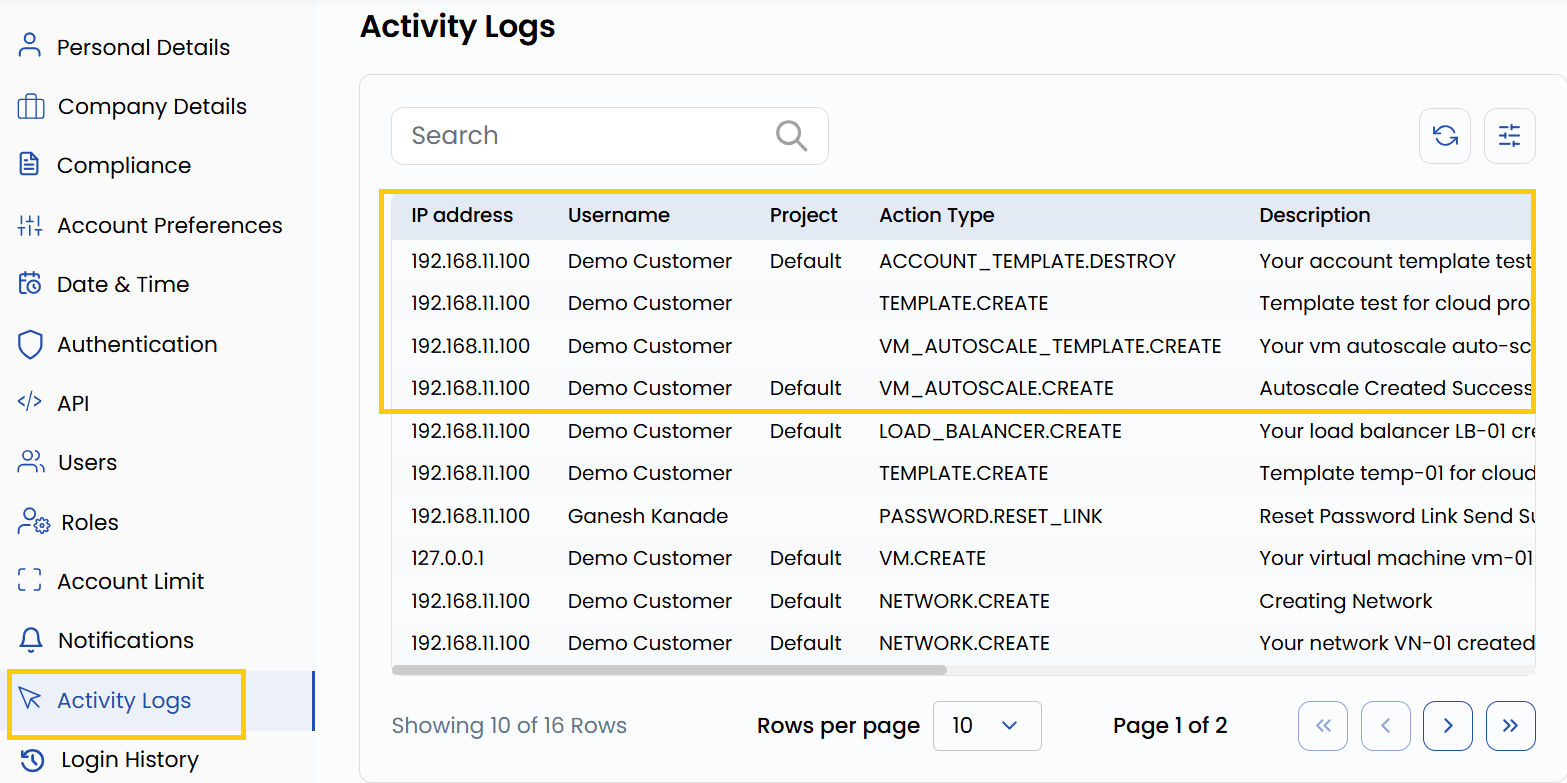 Activity Logs
Personal Details
Company Details
Compliance
Account Preferences
Date & Time
Authentication
API
Users
Roles
Account Limit
Notifications
Activity Logs
Login History
Search
IP address Username Project Action Type Description
192.168.11.100 Demo Customer Default ACCOUNT_TEMPLATE.DESTROY Your account template test
192.168.11.100 Demo Customer TEMPLATE.CREATE Template test for cloud pro
192.168.11.100 Demo Customer VM_AUTOSCALE_TEMPLATE.CREATE Your vm autoscale auto-sc
192.168.11.100 Demo Customer Default VM_AUTOSCALE.CREATE Autoscale Created Success
192.168.11.100 Demo Customer Default LOAD_BALANCER.CREATE Your load balancer LB-01 cre
192.168.11.100 Demo Customer TEMPLATE.CREATE Template temp-01 for cloud
192.168.11.100 Ganesh Kanade PASSWORD.RESET_LINK Reset Password Link Send Su
127.0.0.1 Demo Customer Default VM.CREATE Your virtual machine vm-01
192.168.11.100 Demo Customer Default NETWORK.CREATE Creating Network
192.168.11.100 Demo Customer Default NETWORK.CREATE Your network VN-01 created
Showing 10 of 16 Rows Rows per page 10 Page 1 of 2